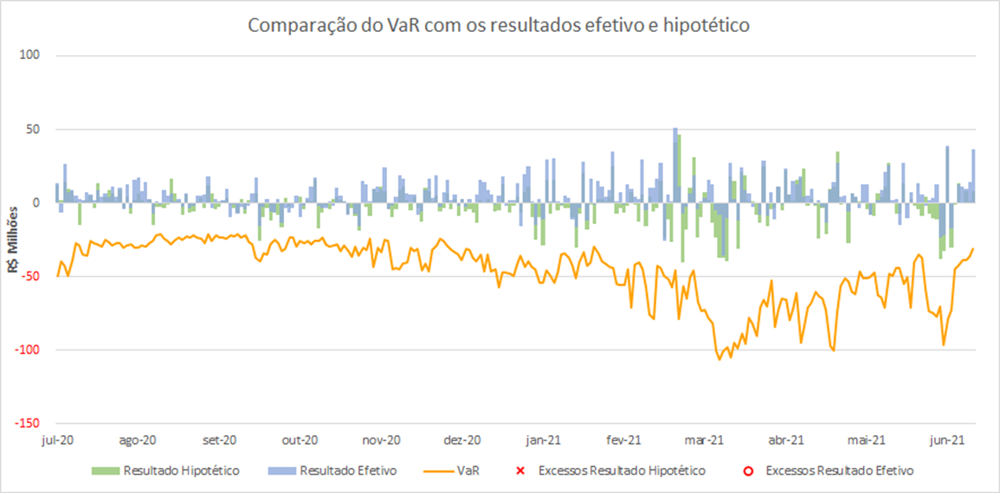 Comparação do VaR com os resultados efetivo e hipotético
100
50
0
-50
-100
-150
R$ Milhões
jul-20 ago-20 set-20 out-20 nov-20 dez-20 jan-21 fev-21 mar-21 abr-21 mai-21 jun-21
Resultado Hipotético Resultado Efetivo VaR Excessos Resultado Hipotético Excessos Resultado Efetivo